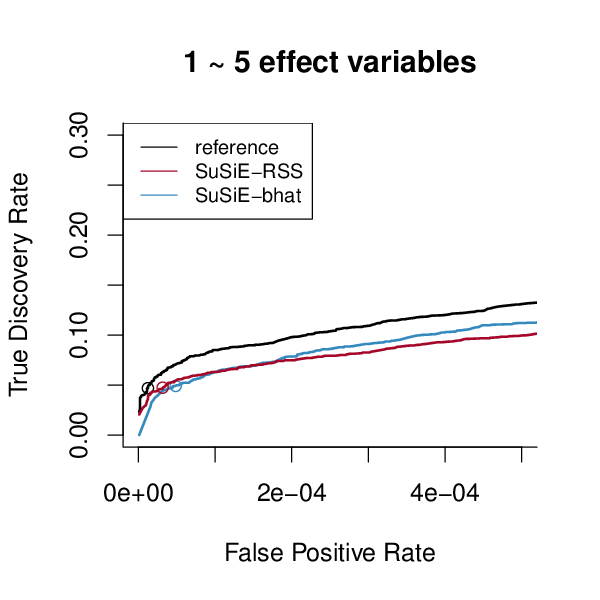 1 ~ 5 effect variables
reference
SuSiE−RSS
SuSiE−bhat
True Discovery Rate
0.30
0.20
0.10
0.00
0e+00 2e−04 4e−04
False Positive Rate